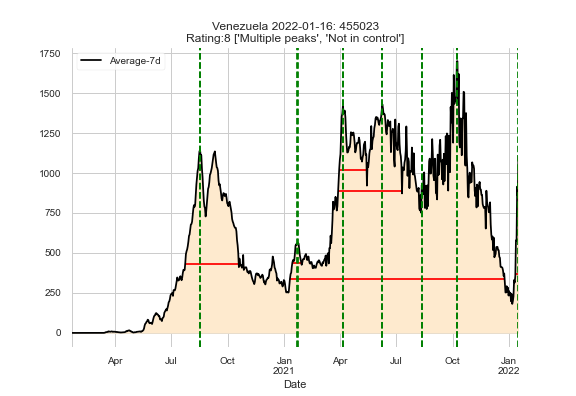 Venezuela 2022-01-16: 455023
Rating:8 ['Multiple peaks', 'Not in control']
Average-7d
1750
1500
1250
1000
750
500
250
0
Apr
Jul
Oct
Jan
2021
Apr
Jul
Oct
Jan
2022
Date